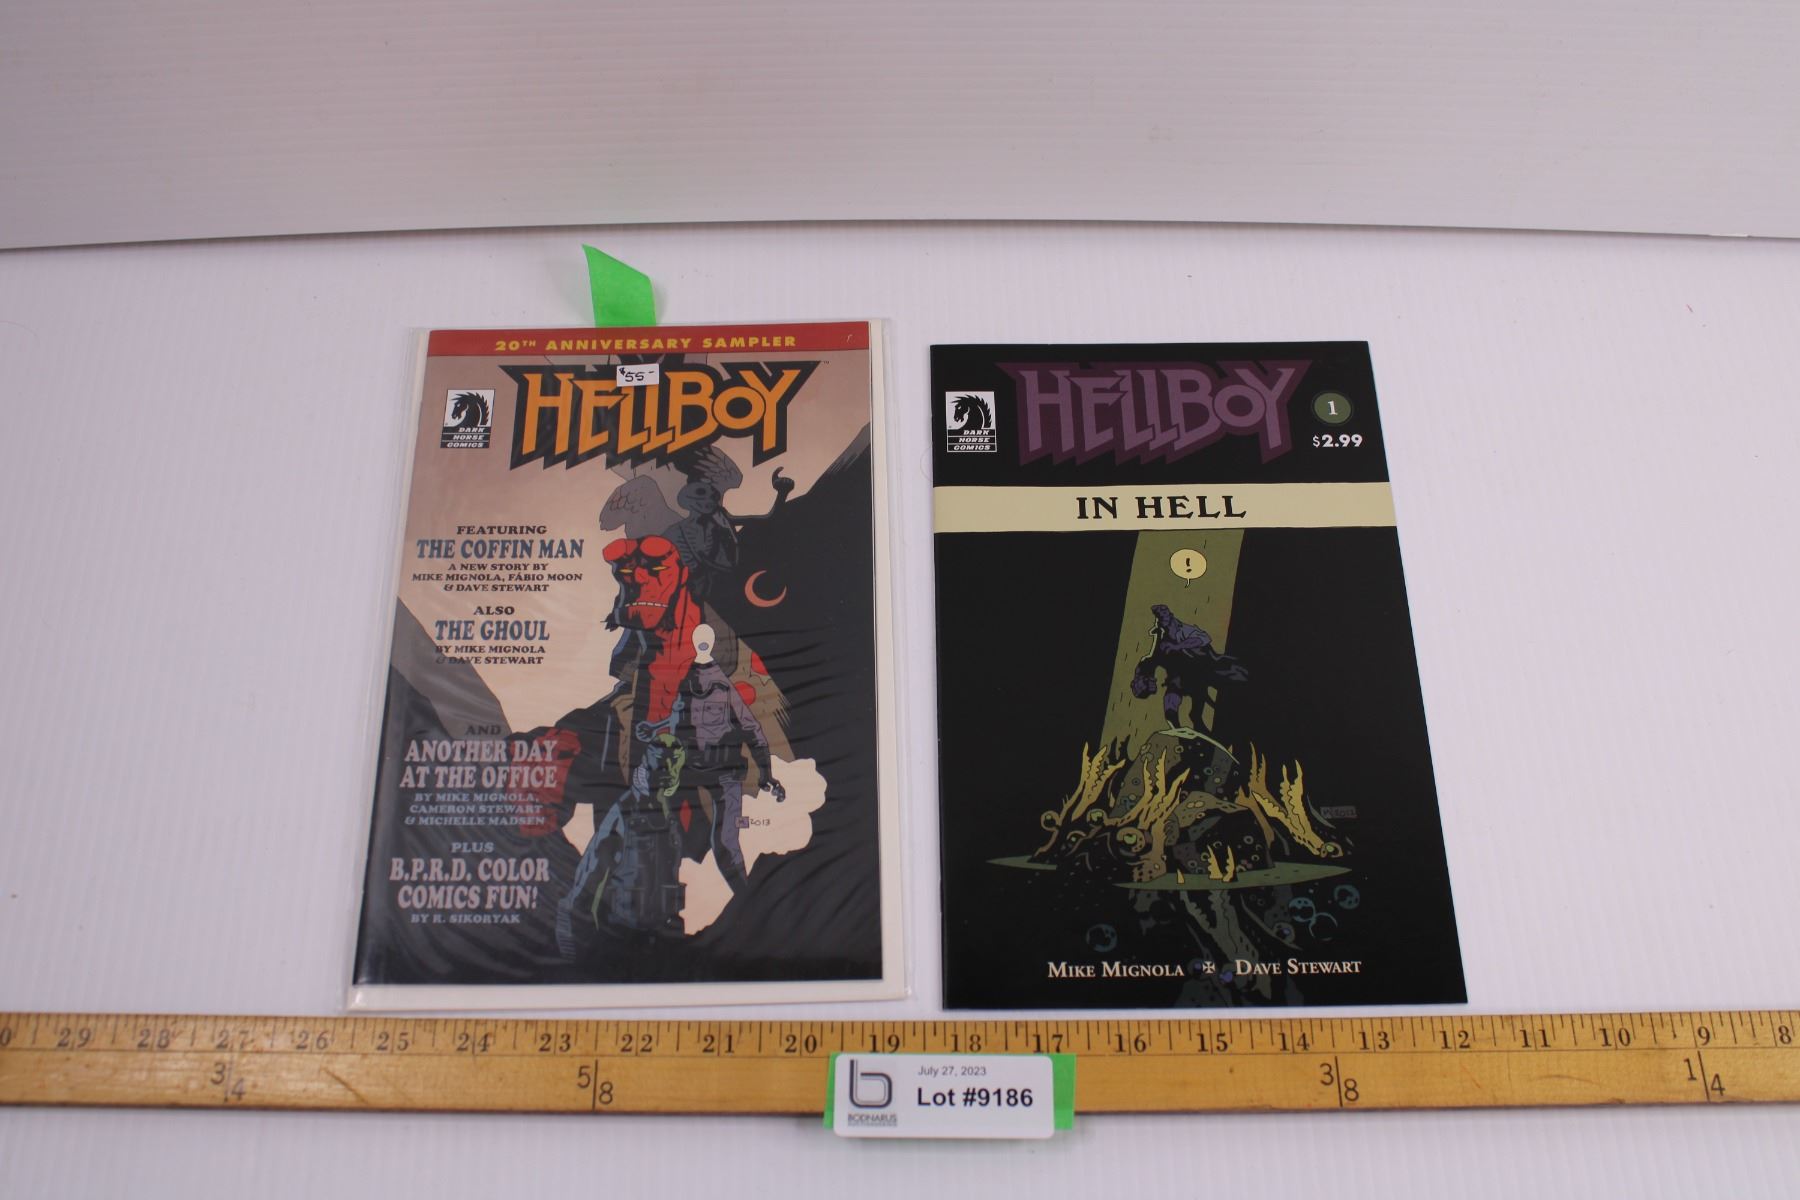 20TH ANNIVERSARY SAMPLER
$55-
HELLBOY™
DARK
HORSE
COMICS
FEATURING
THE COFFIN MAN
A NEW STORY BY
MIKE MIGNOLA, FÁBIO MOON
& DAVE STEWART
ALSO
THE GHOUL
BY MIKE MIGNOLA
& DAVE STEWART
AND
ANOTHER DAY
AT THE OFFICE
BY MIKE MIGNOLA,
CAMERON STEWART
& MICHELLE MADSEN
2013
PLUS
B.P.R.D. COLOR
COMICS FUN!
BY R. SIKORYAK
HELLBOY
DARK
HORSE
COMICS
1
$2.99
IN HELL
!
MIKE MIGNOLA ✠ DAVE STEWART
0 29 28 27 26 25 24 23 22 21 20 19 18 17 16 15 14 13 12 11 10 9 8
3/4 5/8 3/8 1/4
July 27, 2023
Lot #9186
BODNARUS